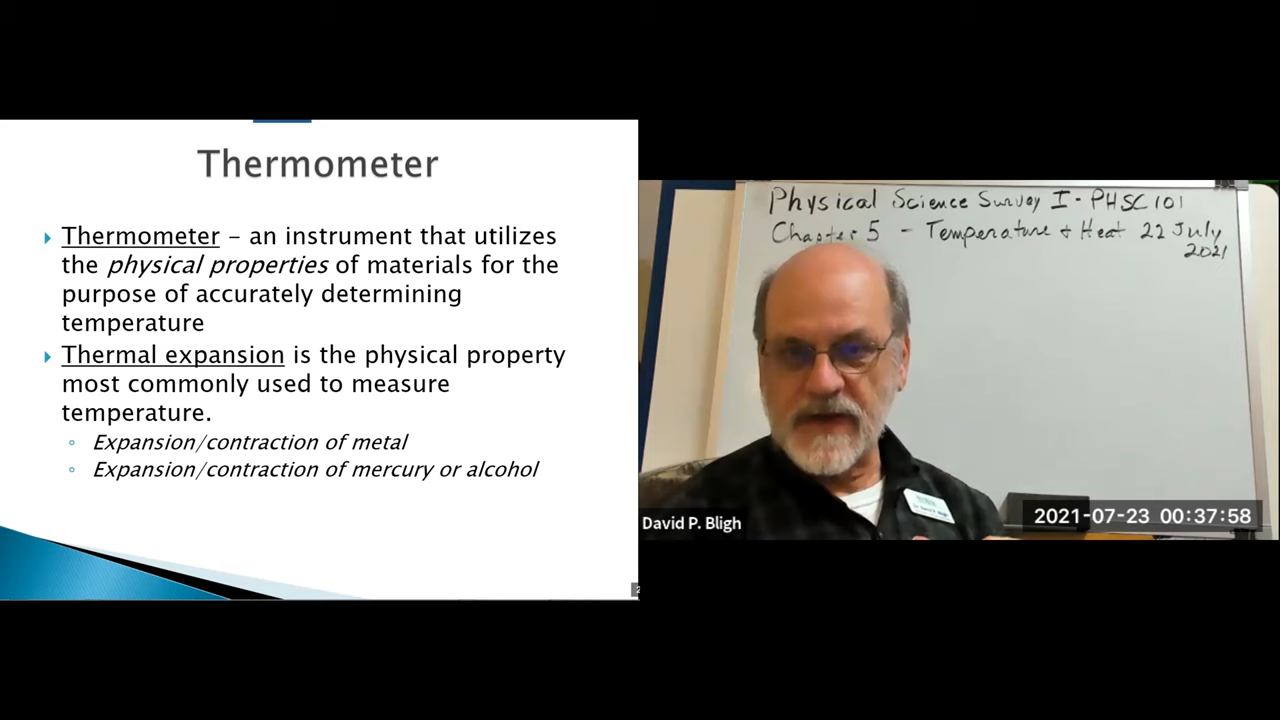 Thermometer
Thermometer – an instrument that utilizes
the physical properties of materials for the
purpose of accurately determining
temperature
Thermal expansion is the physical property
most commonly used to measure
temperature.
Expansion/contraction of metal
Expansion/contraction of mercury or alcohol
Physical Science Survey I - PHSC 101
Chapter 5 - Temperature + Heat 22 July
2021
David P. Bligh
2021-07-23 00:37:58